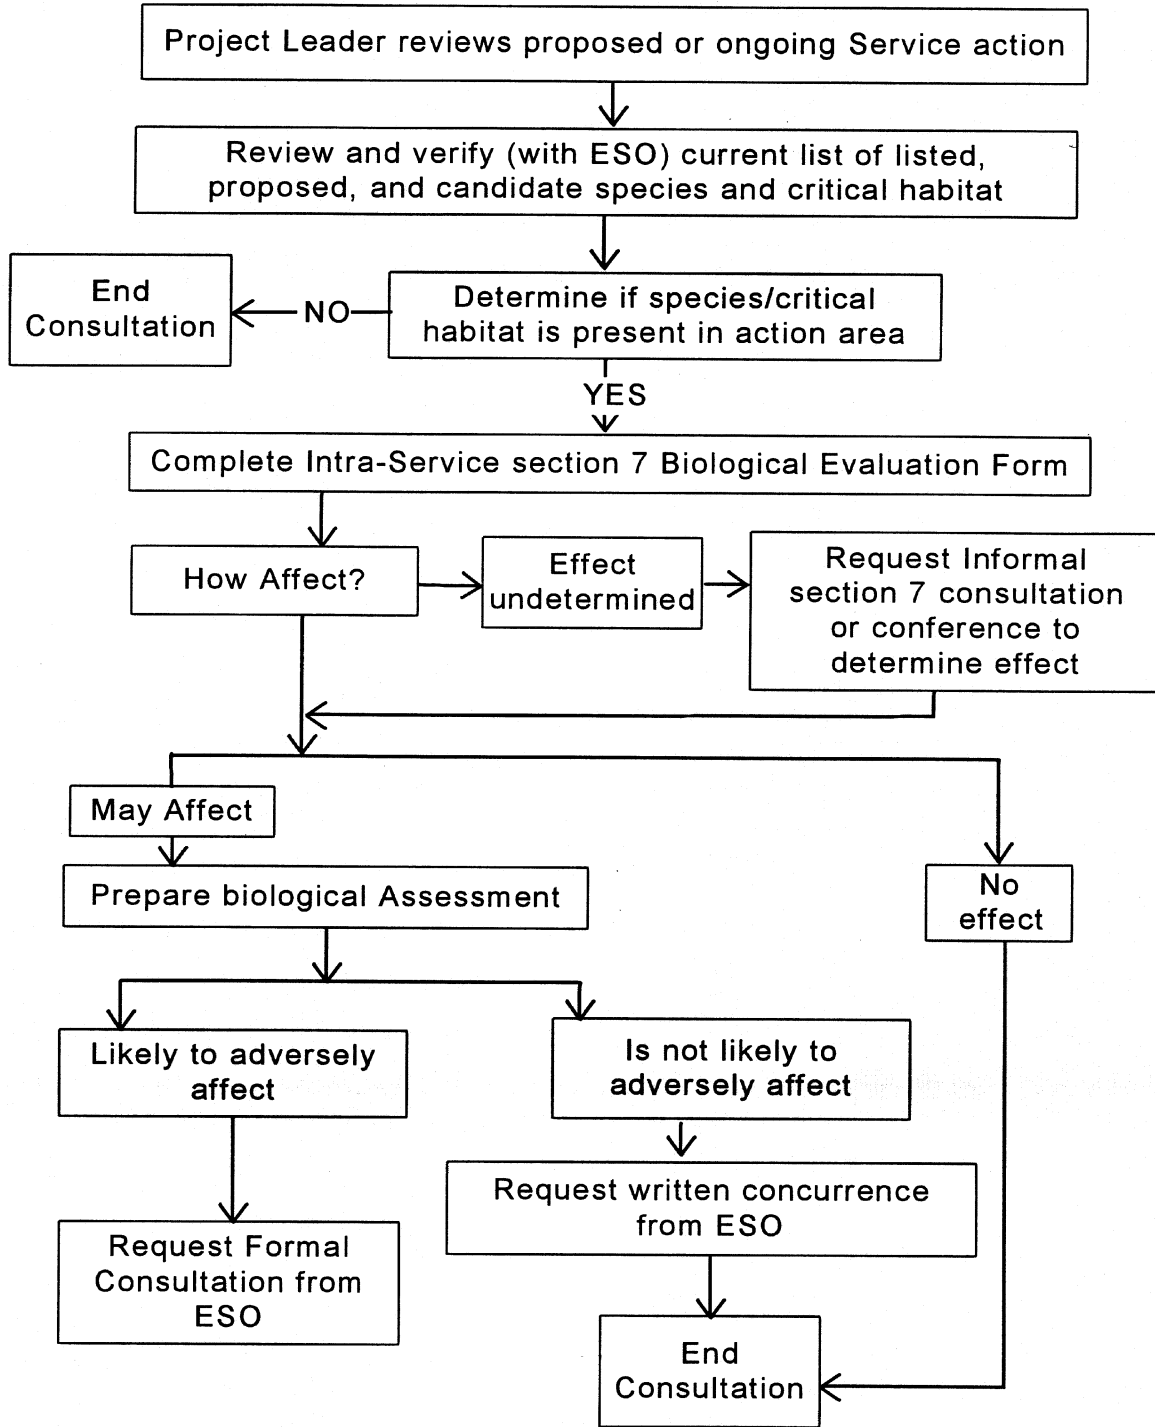 Project Leader reviews proposed or ongoing Service action
Review and verify (with ESO) current list of listed,
proposed, and candidate species and critical habitat
End
Consultation
NO
Determine if species/critical
habitat is present in action area
YES
Complete Intra-Service section 7 Biological Evaluation Form
How Affect?
Effect
undetermined
Request Informal
section 7 consultation
or conference to
determine effect
May Affect
Prepare biological Assessment
No
effect
Likely to adversely
affect
Is not likely to
adversely affect
Request written concurrence
from ESO
Request Formal
Consultation from
ESO
End
Consultation